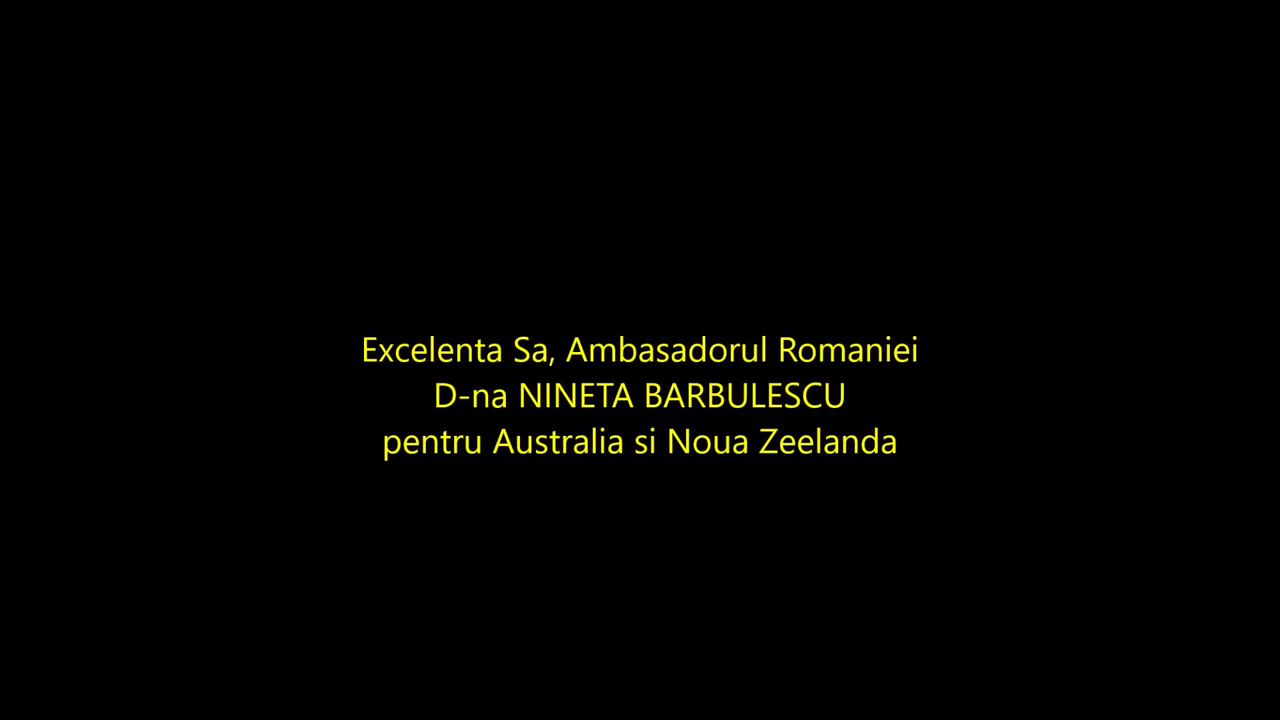 Excelenta Sa, Ambasadorul Romaniei
D-na NINETA BARBULESCU
pentru Australia si Noua Zeelanda